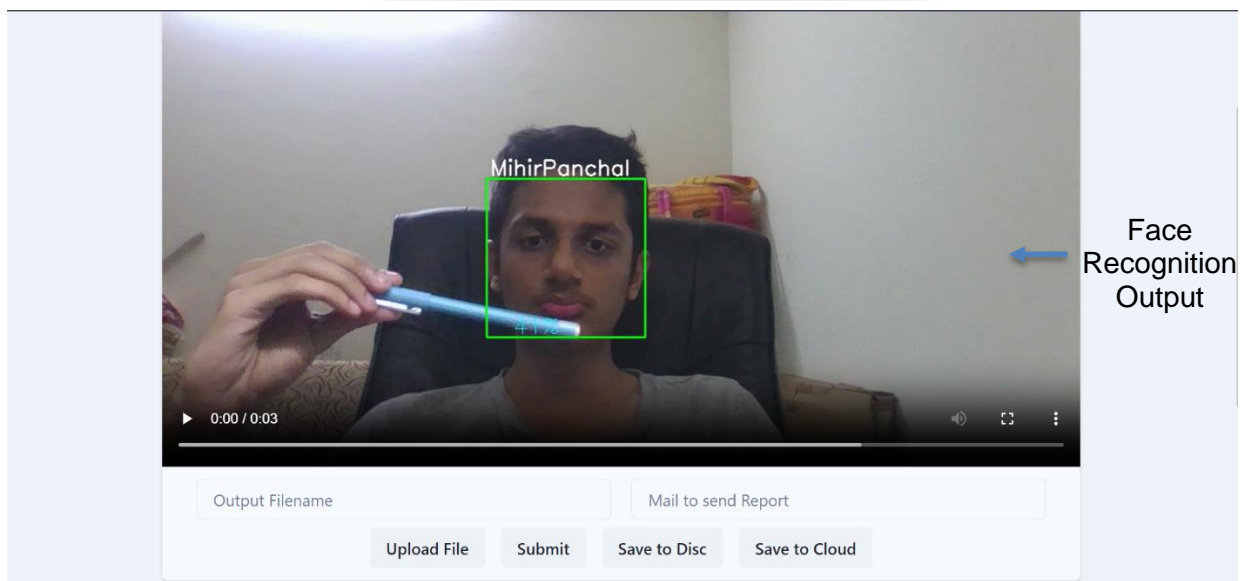 MihirPanchal
41%
Face
Recognition
Output
0:00 / 0:03
Output Filename
Mail to send Report
Upload File
Submit
Save to Disc
Save to Cloud